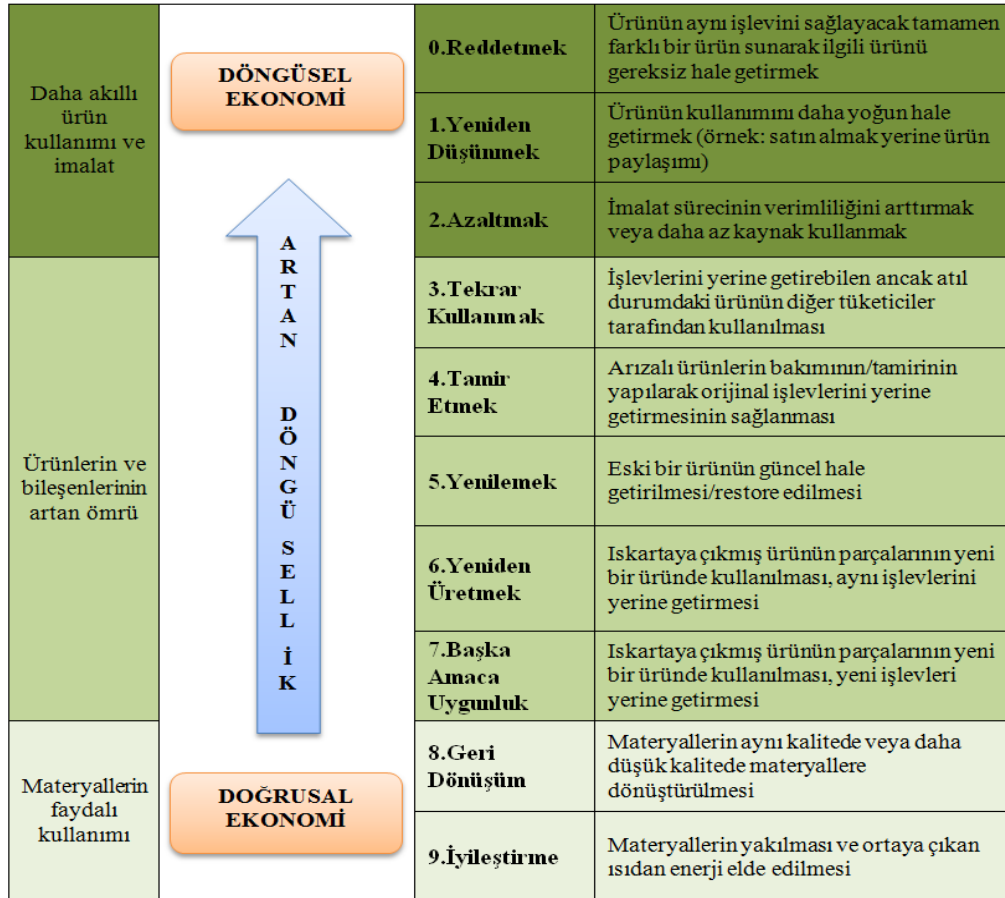 Daha akıllı
ürün
kullanımı ve
imalat
DÖNGÜSEL
EKONOMİ
0.Reddetmek
Ürünün aynı işlevini sağlayacak tamamen
farklı bir ürün sunarak ilgili ürünü
gereksiz hale getirmek
1.Yeniden
Düşünmek
Ürünün kullanımını daha yoğun hale
getirmek (örnek: satın almak yerine ürün
paylaşımı)
2.Azaltmak
İmalat sürecinin verimliliğini arttırmak
veya daha az kaynak kullanmak
ARTAN DÖNGÜSELLİK
Ürünlerin ve
bileşenlerinin
artan ömrü
3.Tekrar
Kullanmak
İşlevlerini yerine getirebilen ancak atıl
durumdaki ürünün diğer tüketiciler
tarafından kullanılması
4.Tamir
Etmek
Arızalı ürünlerin bakımının/tamirinin
yapılarak orijinal işlevlerini yerine
getirmesinin sağlanması
5.Yenilemek
Eski bir ürünün güncel hale
getirilmesi/restore edilmesi
6.Yeniden
Üretmek
Iskartaya çıkmış ürünün parçalarının yeni
bir üründe kullanılması, aynı işlevlerini
yerine getirmesi
7.Başka
Amaca
Uygunluk
Iskartaya çıkmış ürünün parçalarının yeni
bir üründe kullanılması, yeni işlevleri
yerine getirmesi
Materyallerin
faydalı
kullanımı
DOĞRUSAL
EKONOMİ
8.Geri
Dönüşüm
Materyallerin aynı kalitede veya daha
düşük kalitede materyallere
dönüştürülmesi
9.İyileştirme
Materyallerin yakılması ve ortaya çıkan
ısıdan enerji elde edilmesi